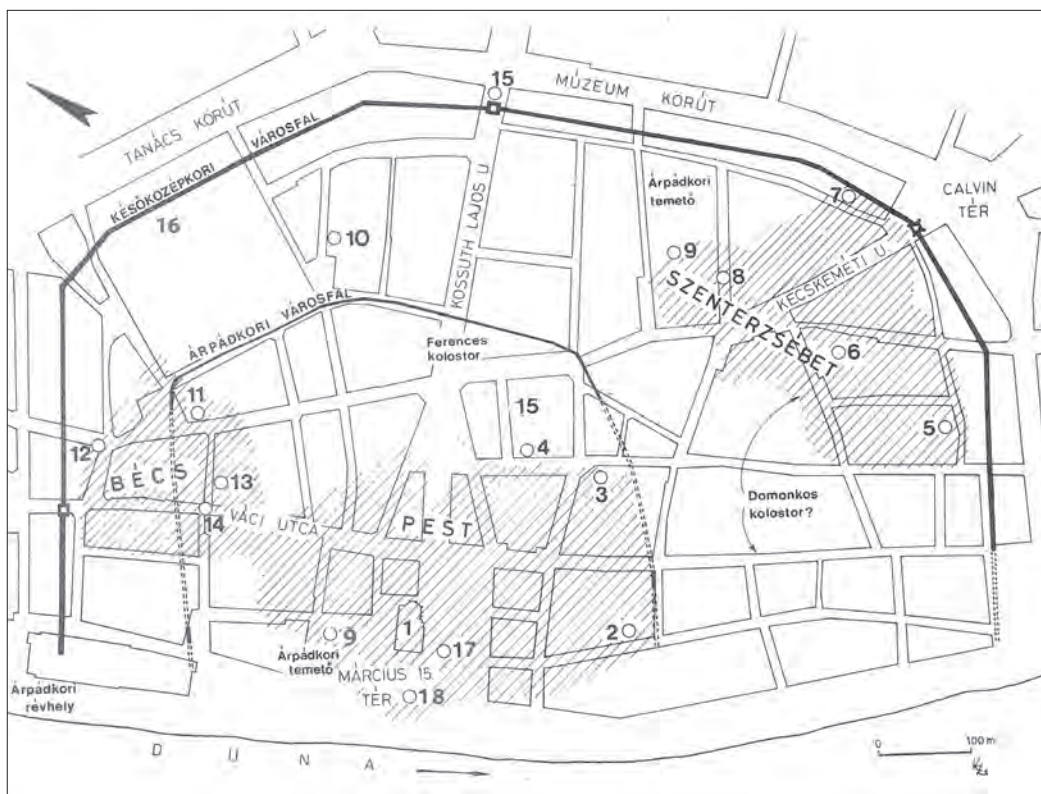 15
MÚZEUM KÖRÚT
TANÁCS KÖRÚT
KÉSŐKÖZÉPKORI VÁROSFAL
16
CALVIN
TÉR
7
Árpádkori
temető
10
KOSSUTH LAJOS U
9
8
KECSKEMÉTI U.
SZENTERZSÉBET
ÁRPÁDKORI VÁROSFAL
Ferences
kolostor
6
11
15
5
12
4
BÉCS
13
3
Domonkos
kolostor?
14
VÁCI UTCA
PEST
1
2
9
17
Árpádkori
temető
MÁRCIUS 15.
TÉR
18
Árpádkori
révhely
0 100 m
DUNA